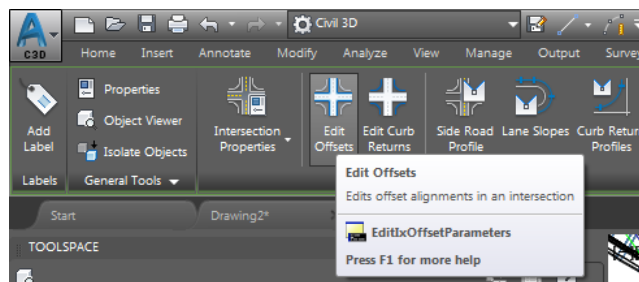 Civil 3D
C3D
Home Insert Annotate Modify Analyze View Manage Output Survey
Properties
Object Viewer
Isolate Objects
Add
Label
Intersection
Properties
Edit
Offsets
Edit Curb
Returns
Side Road
Profile
Lane Slopes
Curb Retur
Profiles
Labels
General Tools
Edit Offsets
Edits offset alignments in an intersection
EditIxOffsetParameters
Press F1 for more help
Start
Drawing2*
TOOLSPACE